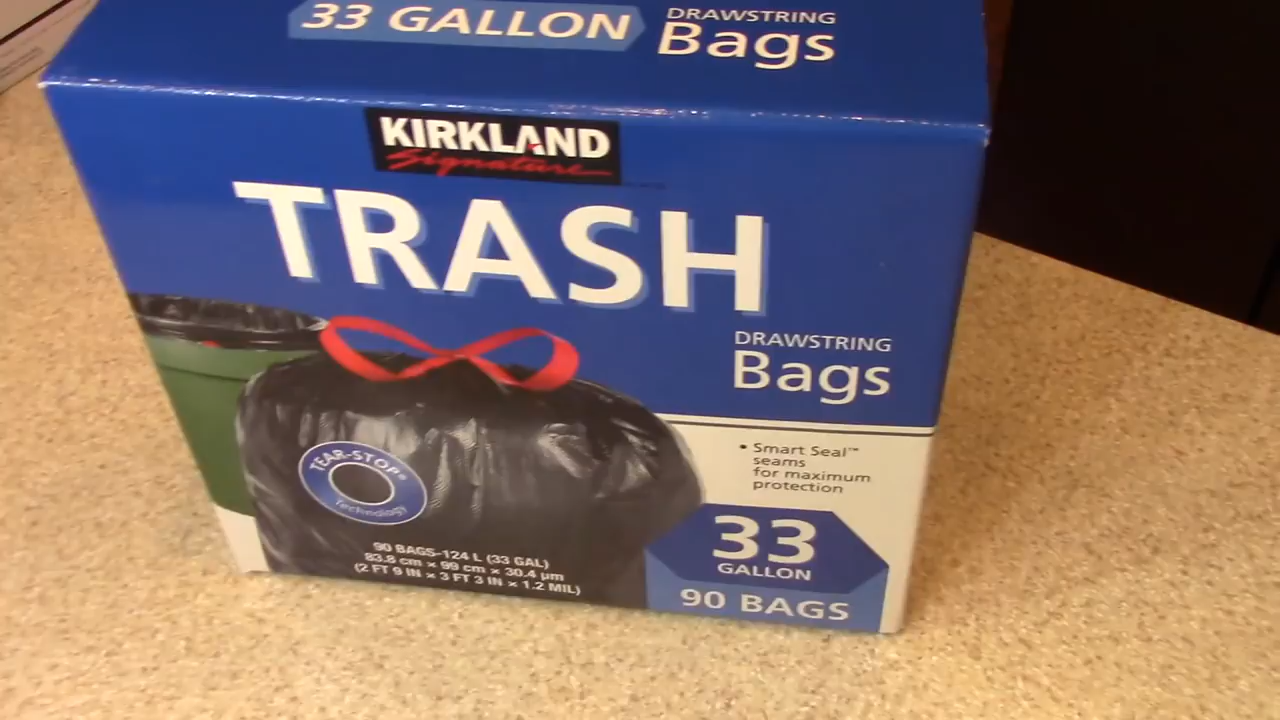 33 GALLON DRAWSTRING
Bags
KIRKLAND
Signature
TRASH
DRAWSTRING
Bags
• Smart Seal™
seams
for maximum
protection
TEAR-STOP®
Technology
90 BAGS-124 L (33 GAL)
83.8 cm × 99 cm × 30.4 µm
(2 FT 9 IN × 3 FT 3 IN × 1.2 MIL)
33
GALLON
90 BAGS